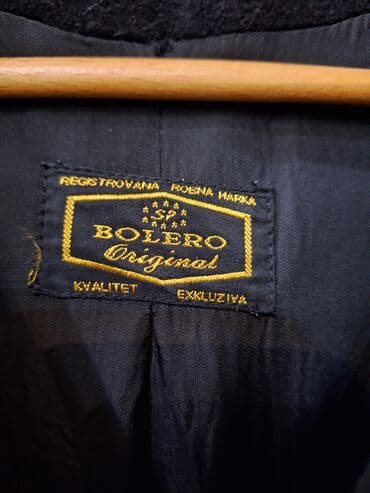 REGISTROVANA ROBNA MARKA
SP
BOLERO
Original
KVALITET EXKLUZIVA